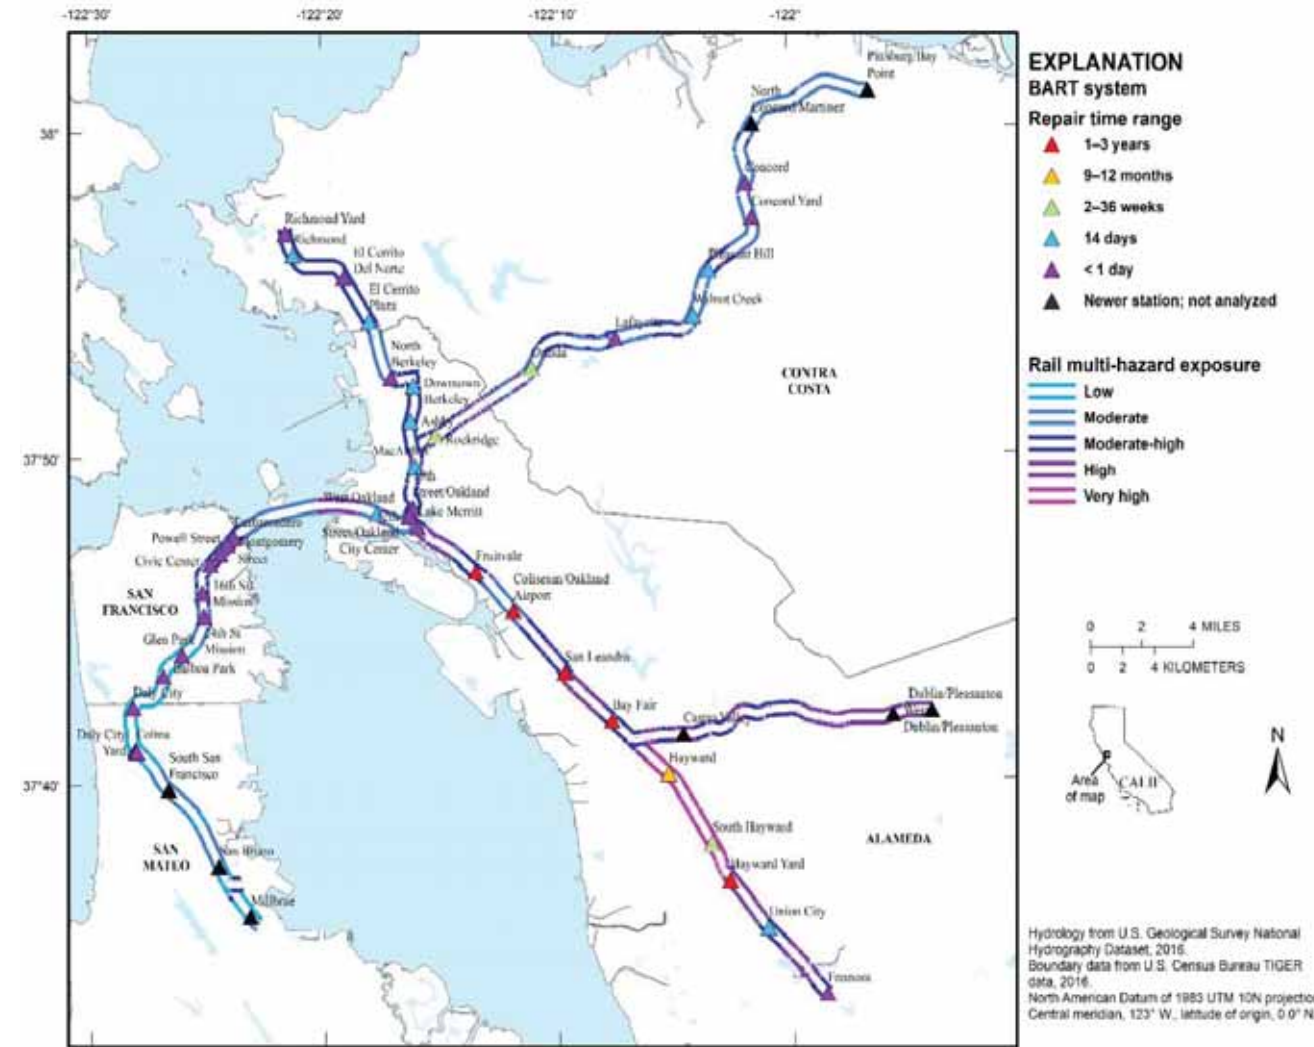 -122°30'
-122°20'
-122°10'
-122°
38°
37°50'
37°40'
Pittsburg/Bay
Point
North
Concord Martinez
Concord
Concord Yard
Pleasant Hill
Walnut Creek
Lafayette
Orinda
Richmond Yard
Richmond
El Cerrito
Del Norte
El Cerrito
Plaza
North
Berkeley
Downtown
Berkeley
Ashby
Rockridge
CONTRA
COSTA
Street/Oakland
Lake Merritt
West Oakland
Street/Oakland
City Center
Powell Street
Montgomery
Street
Civic Center
16th
Mission
SAN
FRANCISCO
Glen Park
Mission
Balboa Park
Daly City
Daly City
Yard
Colma
South San
Francisco
SAN
MATEO
San Bruno
Millbrae
Fruitvale
Coliseum/Oakland
Airport
San Leandro
Bay Fair
Castro Valley
Dublin/Pleasanton
West
Dublin/Pleasanton
Hayward
South Hayward
Hayward Yard
ALAMEDA
Union City
Fremont
EXPLANATION
BART system
Repair time range
1–3 years
9–12 months
2–36 weeks
14 days
< 1 day
Newer station; not analyzed
Rail multi-hazard exposure
Low
Moderate
Moderate-high
High
Very high
0 2 4 MILES
0 2 4 KILOMETERS
N
Area
of map
CALIF
Hydrology from U.S. Geological Survey National
Hydrography Dataset, 2016.
Boundary data from U.S. Census Bureau TIGER
data, 2016.
North American Datum of 1983 UTM 10N projection
Central meridian, 123° W., latitude of origin, 0.0° N